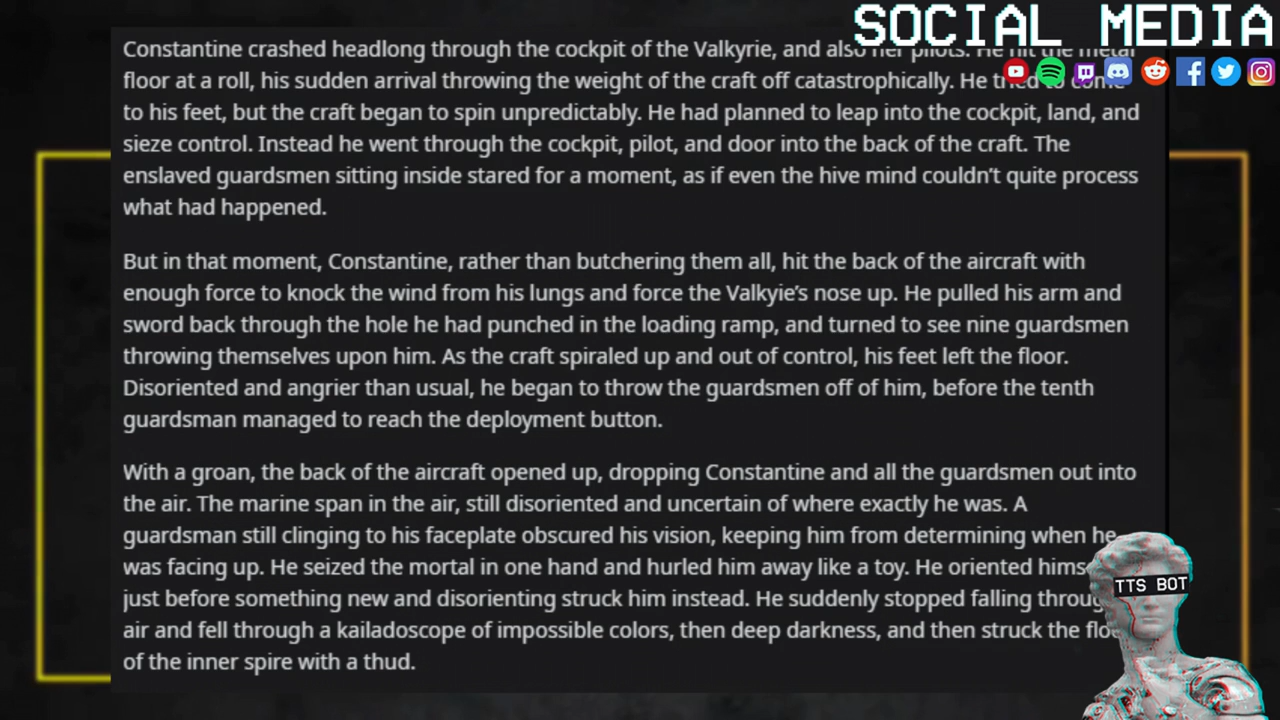 SOCIAL MEDIA
Constantine crashed headlong through the cockpit of the Valkyrie, and also her pilots. He hit the metal
floor at a roll, his sudden arrival throwing the weight of the craft off catastrophically. He tried to come
to his feet, but the craft began to spin unpredictably. He had planned to leap into the cockpit, land, and
sieze control. Instead he went through the cockpit, pilot, and door into the back of the craft. The
enslaved guardsmen sitting inside stared for a moment, as if even the hive mind couldn't quite process
what had happened.
But in that moment, Constantine, rather than butchering them all, hit the back of the aircraft with
enough force to knock the wind from his lungs and force the Valkyie's nose up. He pulled his arm and
sword back through the hole he had punched in the loading ramp, and turned to see nine guardsmen
throwing themselves upon him. As the craft spiraled up and out of control, his feet left the floor.
Disoriented and angrier than usual, he began to throw the guardsmen off of him, before the tenth
guardsman managed to reach the deployment button.
With a groan, the back of the aircraft opened up, dropping Constantine and all the guardsmen out into
the air. The marine span in the air, still disoriented and uncertain of where exactly he was. A
guardsman still clinging to his faceplate obscured his vision, keeping him from determining when he
was facing up. He seized the mortal in one hand and hurled him away like a toy. He oriented hims
just before something new and disorienting struck him instead. He suddenly stopped falling throug
air and fell through a kailadoscope of impossible colors, then deep darkness, and then struck the floo
of the inner spire with a thud.
TTS BOT